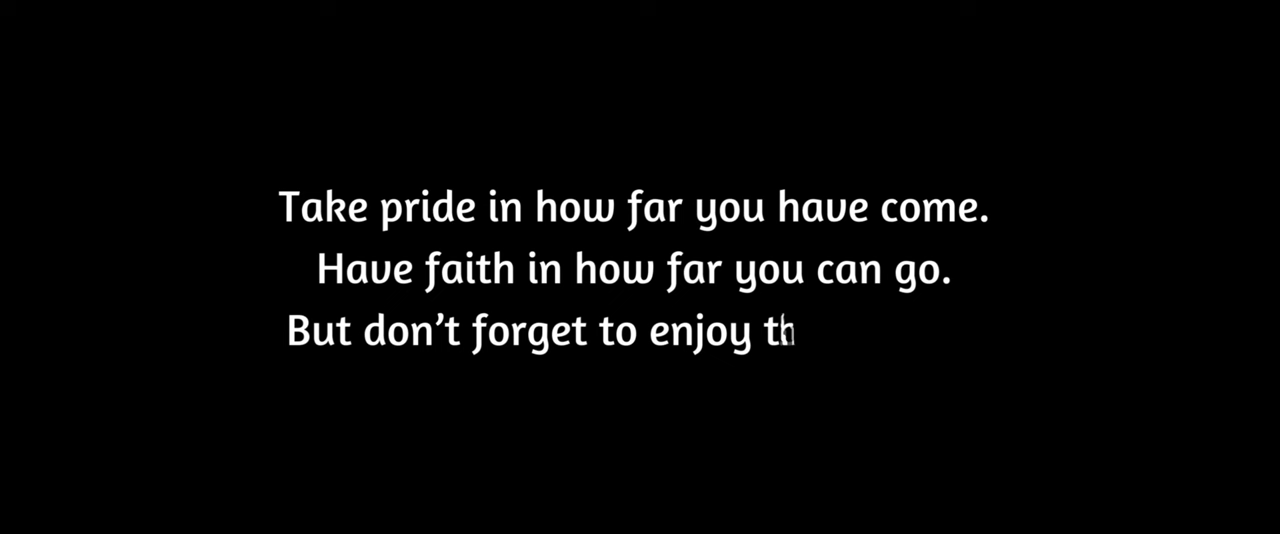 Take pride in how far you have come.
Have faith in how far you can go.
But don’t forget to enjoy th